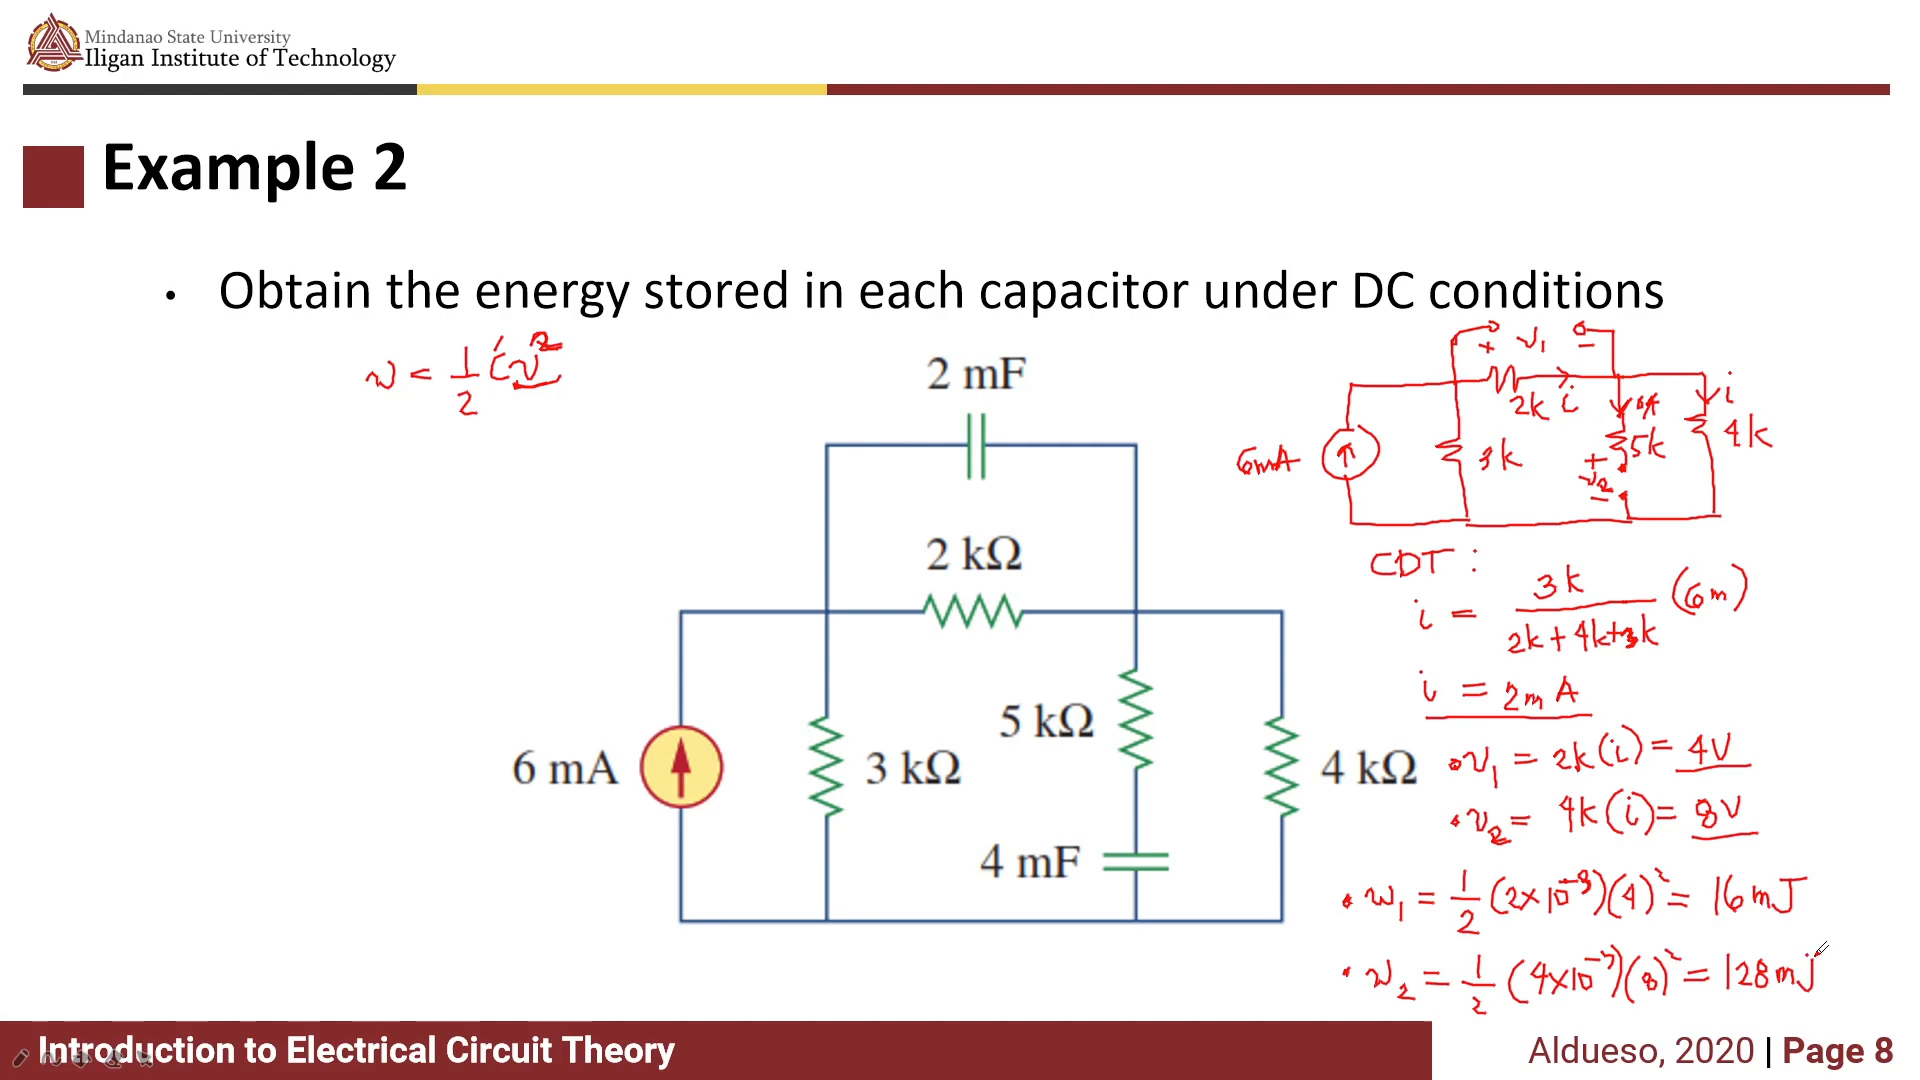 Mindanao State University
Iligan Institute of Technology
Example 2
• Obtain the energy stored in each capacitor under DC conditions
w = 1/2 C v²
2 mF
2 kΩ
5 kΩ
6 mA
3 kΩ
4 kΩ
4 mF
+ v₁ −
2k i
i
0A
6mA
3k
5k
4k
+
v₂
−
CDT :
i = 3k / (2k + 4k + 3k) (6m)
i = 2mA
• v₁ = 2k(i) = 4V
• v₂ = 4k(i) = 8V
• w₁ = 1/2 (2×10⁻³)(4)² = 16mJ
• w₂ = 1/2 (4×10⁻³)(8)² = 128mJ
Introduction to Electrical Circuit Theory
Aldueso, 2020 | Page 8